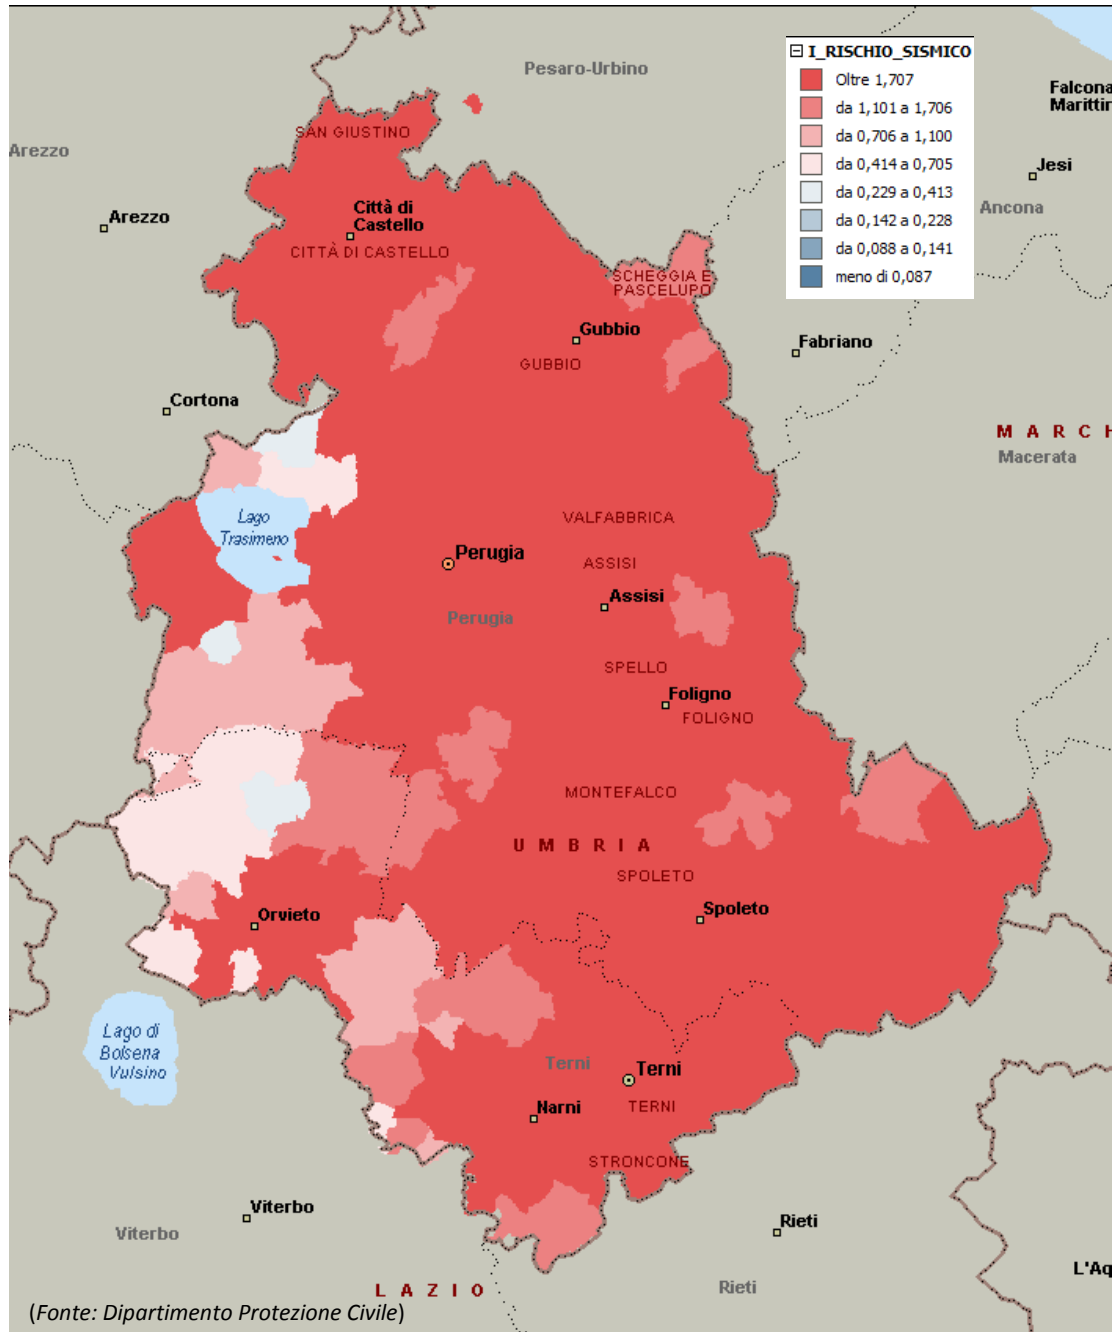 I_RISCHIO_SISMICO
Oltre 1,707
da 1,101 a 1,706
da 0,706 a 1,100
da 0,414 a 0,705
da 0,229 a 0,413
da 0,142 a 0,228
da 0,088 a 0,141
meno di 0,087
Pesaro-Urbino
Falcona
Marittir
SAN GIUSTINO
Arezzo
Jesi
Arezzo
Città di
Castello
Ancona
CITTÀ DI CASTELLO
SCHEGGIA E
PASCELUPO
Gubbio
Fabriano
GUBBIO
Cortona
M A R C H
Macerata
Lago
Trasimeno
VALFABBRICA
Perugia
ASSISI
Assisi
Perugia
SPELLO
Foligno
FOLIGNO
MONTEFALCO
U M B R I A
SPOLETO
Spoleto
Orvieto
Lago di
Bolsena
Vulsino
Terni
Terni
Narni
TERNI
STRONCONE
Viterbo
Viterbo
Rieti
L'Aq
L A Z I O
Rieti
(Fonte: Dipartimento Protezione Civile)